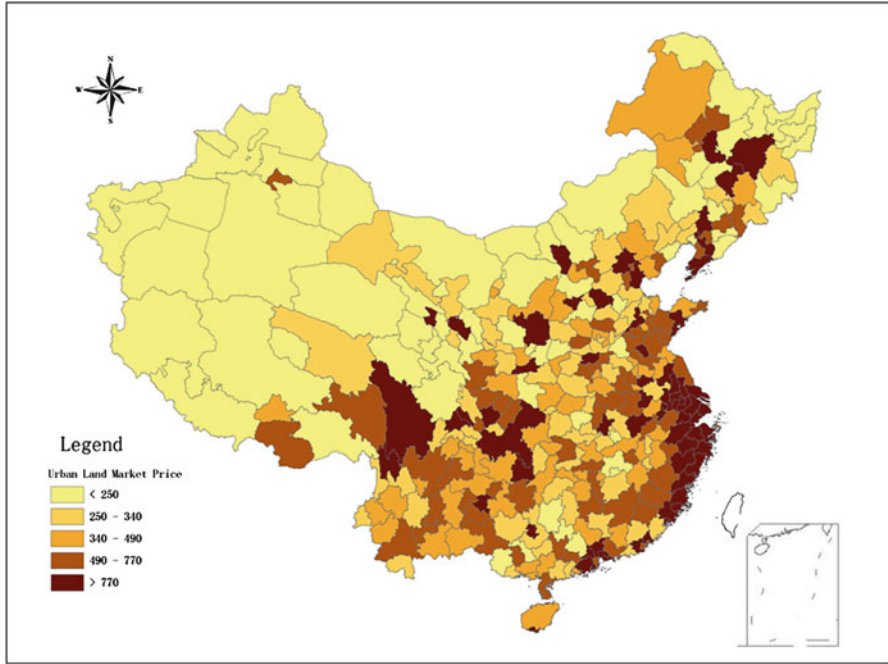 N
W E
S
Legend
Urban Land Market Price
< 250
250 - 340
340 - 490
490 - 770
> 770